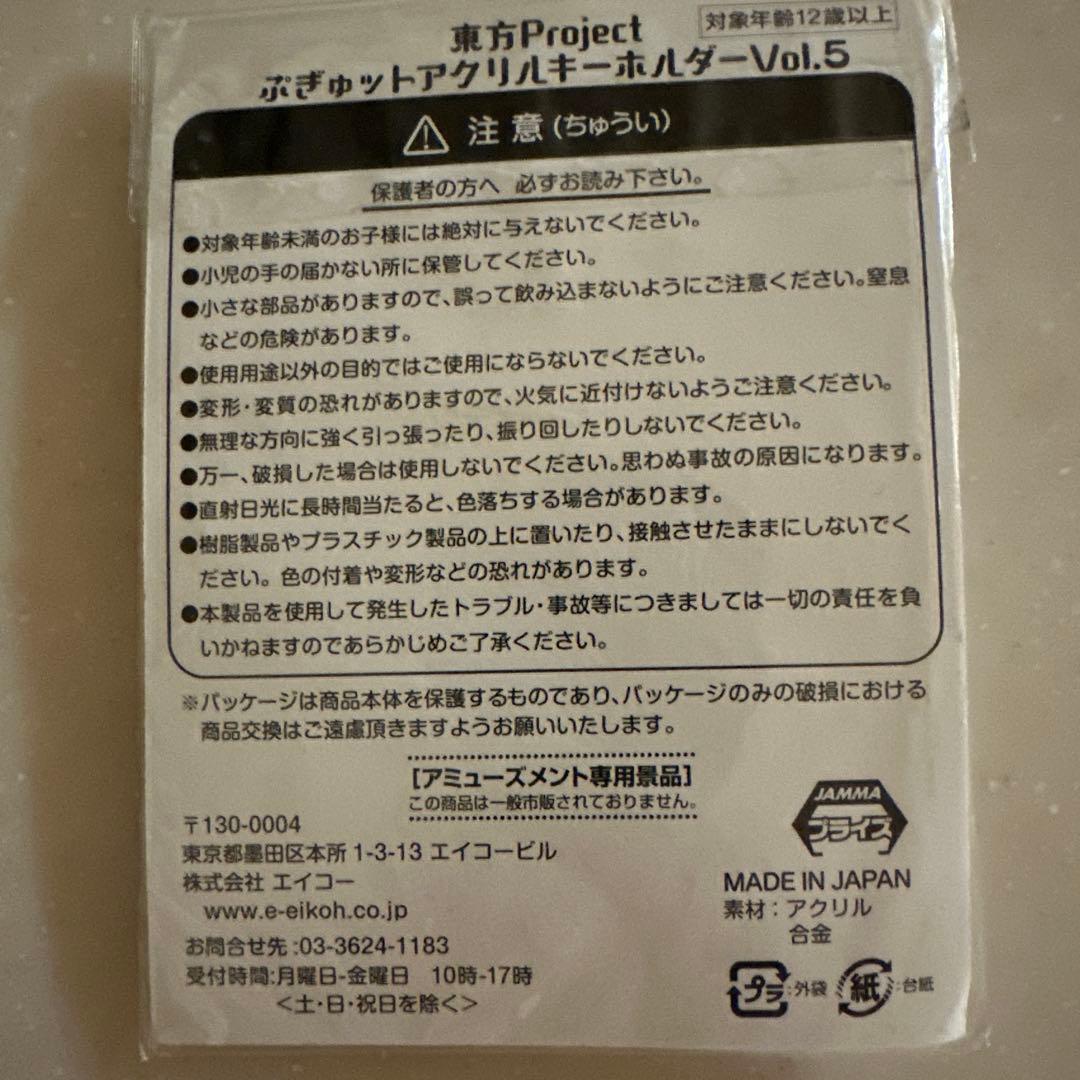 対象年齢12歳以上
東方Project
ぷぎゅットアクリルキーホルダーVol.5
注意(ちゅうい)
保護者の方へ 必ずお読み下さい。
●対象年齢未満のお子様には絶対に与えないでください。
●小児の手の届かない所に保管してください。
●小さな部品がありますので、誤って飲み込まないようにご注意ください。窒息
などの危険があります。
●使用用途以外の目的ではご使用にならないでください。
●変形・変質の恐れがありますので、火気に近付けないようご注意ください。
●無理な方向に強く引っ張ったり、振り回したりしないでください。
●万一、破損した場合は使用しないでください。思わぬ事故の原因になります。
●直射日光に長時間当たると、色落ちする場合があります。
●樹脂製品やプラスチック製品の上に置いたり、接触させたままにしないでく
ださい。色の付着や変形などの恐れがあります。
●本製品を使用して発生したトラブル・事故等につきましては一切の責任を負
いかねますのであらかじめご了承ください。
※パッケージは商品本体を保護するものであり、パッケージのみの破損における
商品交換はご遠慮頂きますようお願いいたします。
[アミューズメント専用景品]
この商品は一般市販されておりません。
〒130-0004
東京都墨田区本所1-3-13 エイコービル
株式会社 エイコー
www.e-eikoh.co.jp
お問合せ先:03-3624-1183
受付時間:月曜日-金曜日 10時-17時
<土・日・祝日を除く>
JAMMA
プライズ
MADE IN JAPAN
素材:アクリル
合金
プラ:外袋 紙:台紙